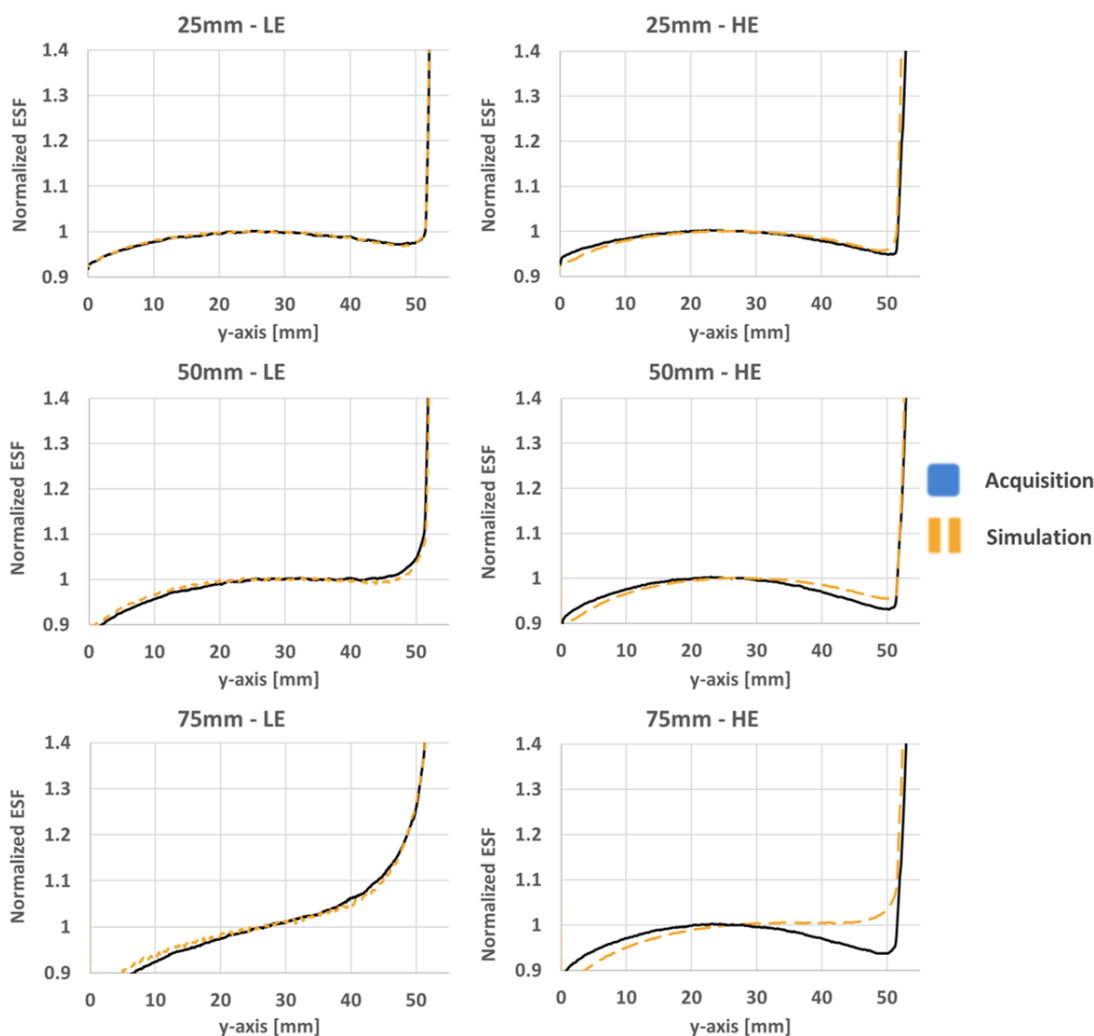 25mm - LE
Normalized ESF
1.4
1.3
1.2
1.1
1
0.9
0 10 20 30 40 50
y-axis [mm]
25mm - HE
Normalized ESF
1.4
1.3
1.2
1.1
1
0.9
0 10 20 30 40 50
y-axis [mm]
50mm - LE
Normalized ESF
1.4
1.3
1.2
1.1
1
0.9
0 10 20 30 40 50
y-axis [mm]
50mm - HE
Normalized ESF
1.4
1.3
1.2
1.1
1
0.9
0 10 20 30 40 50
y-axis [mm]
Acquisition
Simulation
75mm - LE
Normalized ESF
1.4
1.3
1.2
1.1
1
0.9
0 10 20 30 40 50
y-axis [mm]
75mm - HE
Normalized ESF
1.4
1.3
1.2
1.1
1
0.9
0 10 20 30 40 50
y-axis [mm]